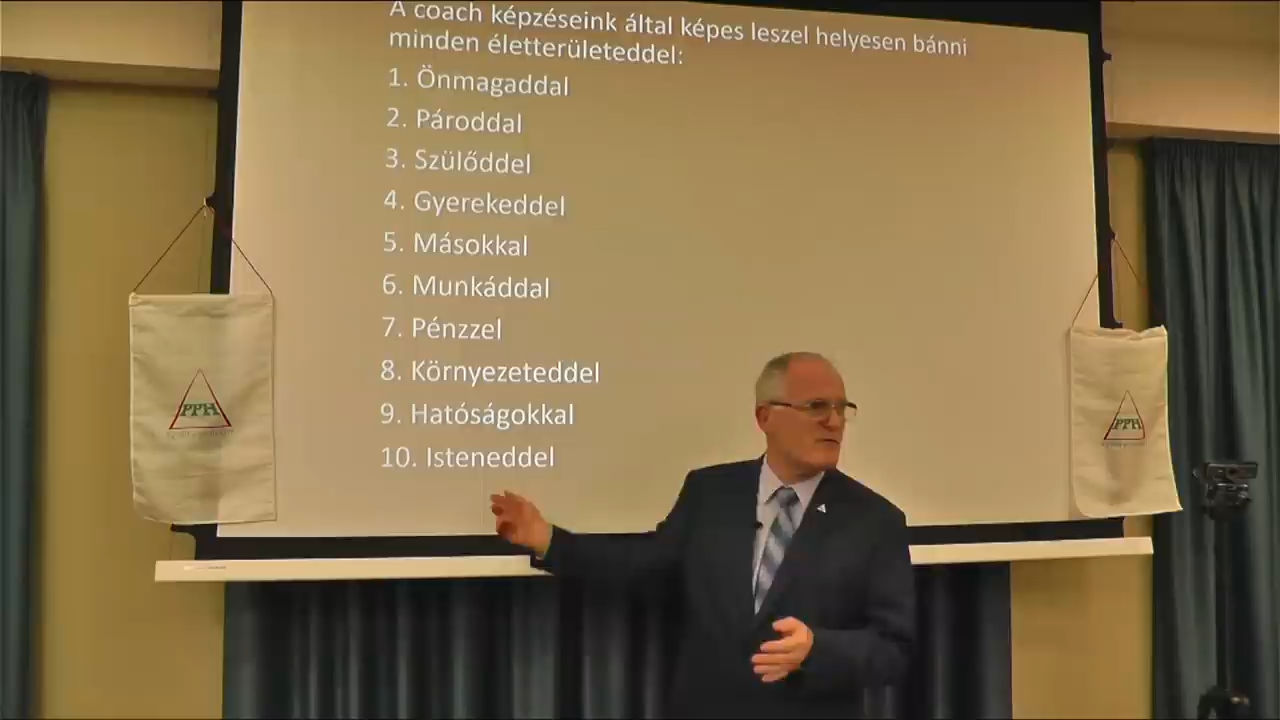 A coach képzéseink által képes leszel helyesen bánni
minden életterületeddel:
1. Önmagaddal
2. Pároddal
3. Szülőddel
4. Gyerekeddel
5. Másokkal
6. Munkáddal
7. Pénzzel
8. Környezeteddel
9. Hatóságokkal
10. Isteneddel
PPH
PPH